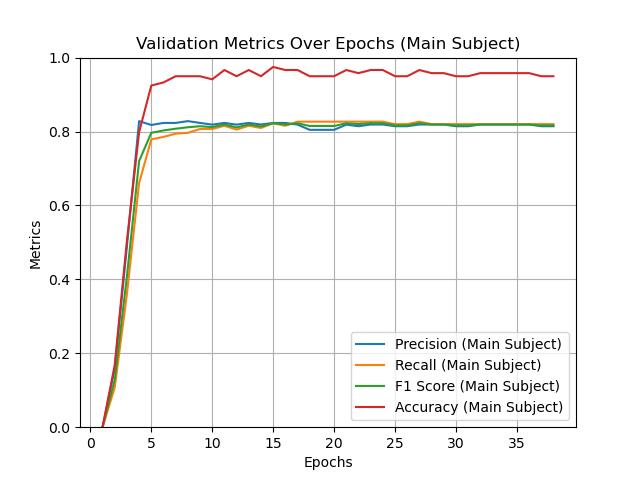 Validation Metrics Over Epochs (Main Subject)
1.0
0.8
0.6
0.4
0.2
0.0
Metrics
Precision (Main Subject)
Recall (Main Subject)
F1 Score (Main Subject)
Accuracy (Main Subject)
0 5 10 15 20 25 30 35
Epochs